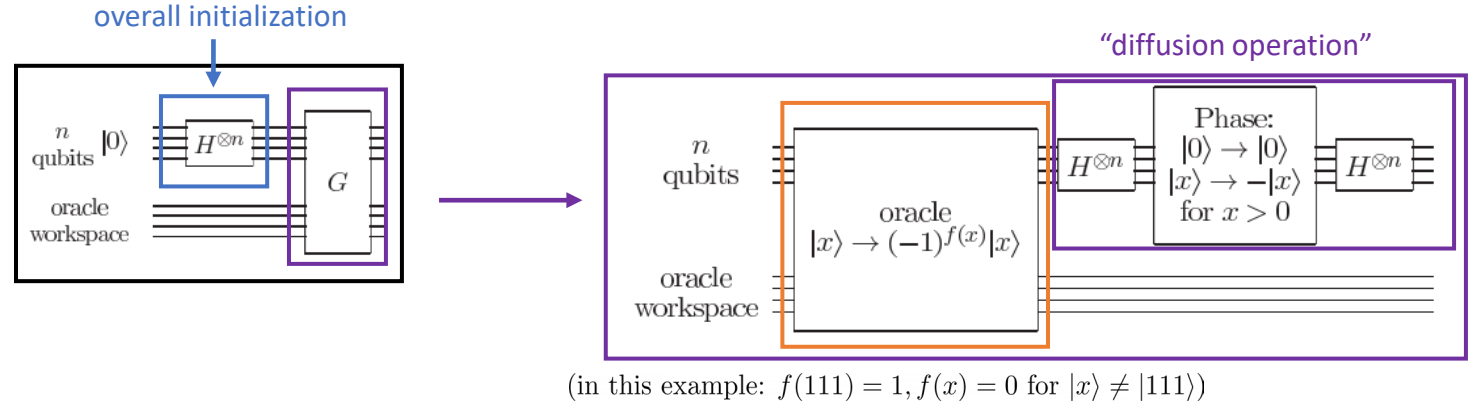 overall initialization
n
qubits
|0⟩
H^{⊗n}
G
oracle
workspace
“diffusion operation”
n
qubits
oracle
|x⟩ → (−1)^{f(x)}|x⟩
oracle
workspace
H^{⊗n}
Phase:
|0⟩ → |0⟩
|x⟩ → −|x⟩
for x > 0
H^{⊗n}
(in this example: f(111) = 1, f(x) = 0 for |x⟩ ≠ |111⟩)